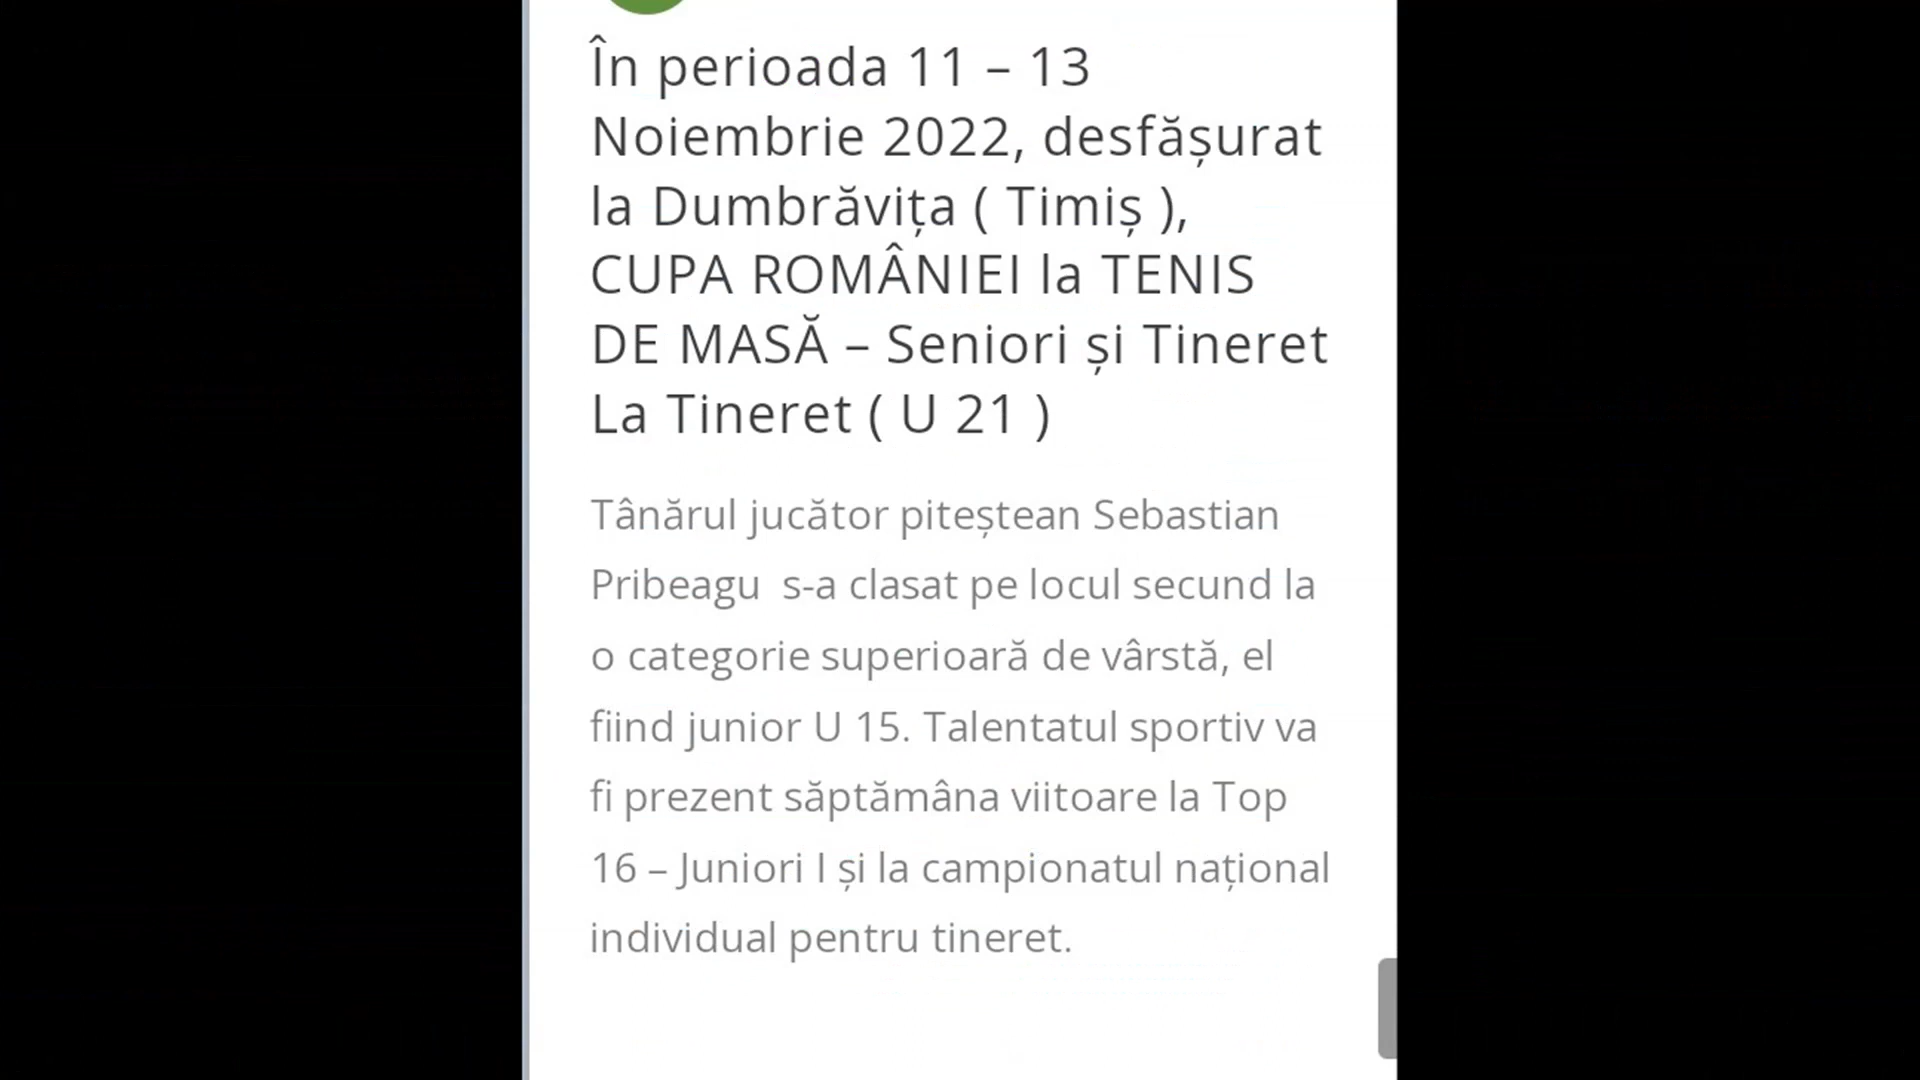 În perioada 11 – 13
Noiembrie 2022, desfășurat
la Dumbrăvița ( Timiș ),
CUPA ROMÂNIEI la TENIS
DE MASĂ – Seniori și Tineret
La Tineret ( U 21 )
Tânărul jucător piteștean Sebastian
Pribeagu  s-a clasat pe locul secund la
o categorie superioară de vârstă, el
fiind junior U 15. Talentatul sportiv va
fi prezent săptămâna viitoare la Top
16 – Juniori I și la campionatul național
individual pentru tineret.